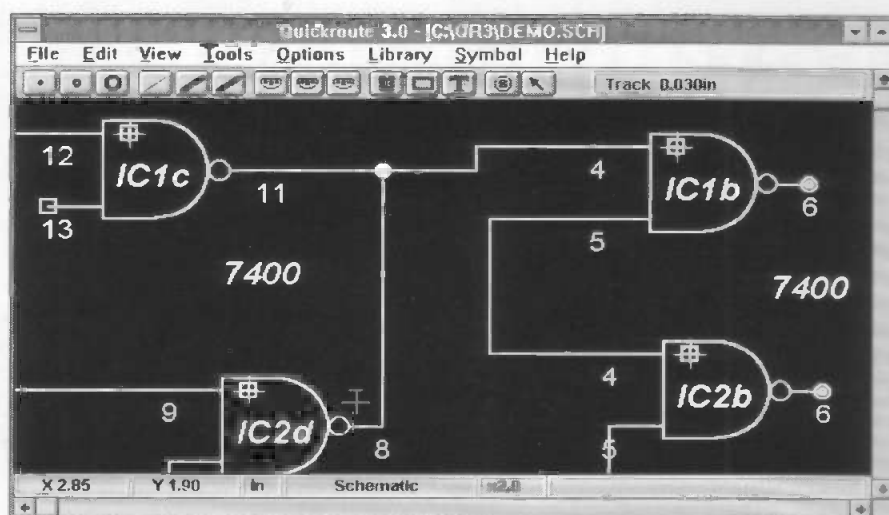 Quickroute 3.0 - [C:\QR3\DEMO.SCH]
File Edit View Tools Options Library Symbol Help
T Track 0.030in
12 IC1c 11 4 IC1b 6
13 5
7400 7400
9 IC2d 8 4 IC2b 6
5
X 2.85 Y 1.90 in Schematic x2.0